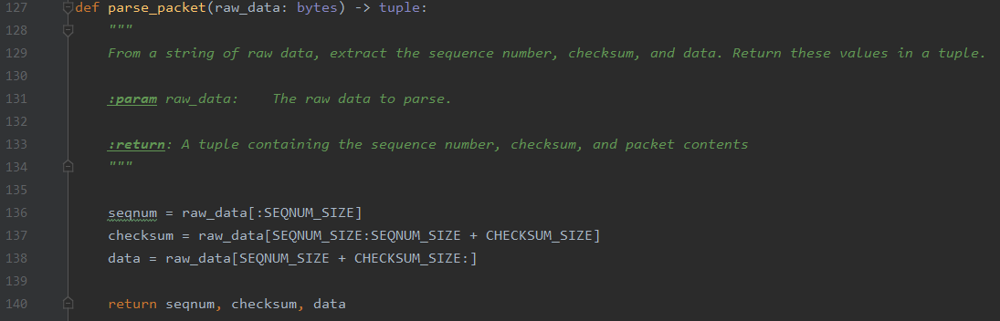 127 def parse_packet(raw_data: bytes) -> tuple:
128     """
129     From a string of raw data, extract the sequence number, checksum, and data. Return these values in a tuple.
130
131     :param raw_data:    The raw data to parse.
132
133     :return: A tuple containing the sequence number, checksum, and packet contents
134     """
135
136     seqnum = raw_data[:SEQNUM_SIZE]
137     checksum = raw_data[SEQNUM_SIZE:SEQNUM_SIZE + CHECKSUM_SIZE]
138     data = raw_data[SEQNUM_SIZE + CHECKSUM_SIZE:]
139
140     return seqnum, checksum, data